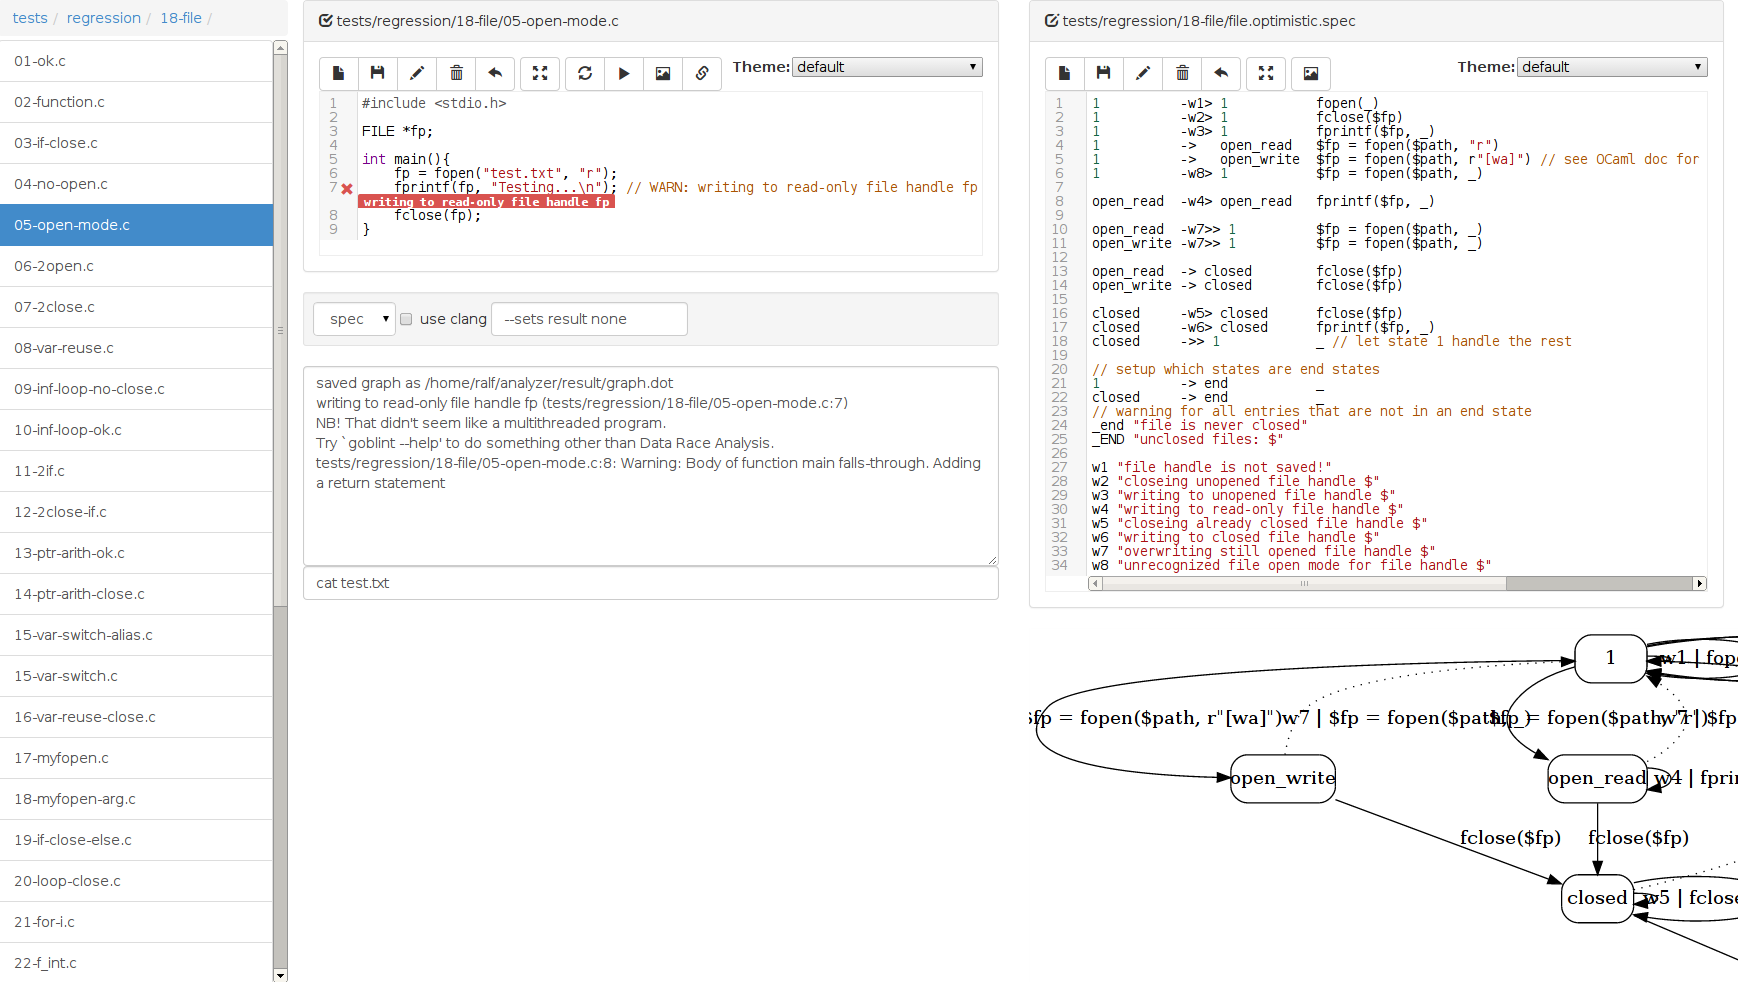 tests / regression / 18-file /
01-ok.c
02-function.c
03-if-close.c
04-no-open.c
05-open-mode.c
06-2open.c
07-2close.c
08-var-reuse.c
09-inf-loop-no-close.c
10-inf-loop-ok.c
11-2if.c
12-2close-if.c
13-ptr-arith-ok.c
14-ptr-arith-close.c
15-var-switch-alias.c
15-var-switch.c
16-var-reuse-close.c
17-myfopen.c
18-myfopen-arg.c
19-if-close-else.c
20-loop-close.c
21-for-i.c
22-f_int.c
tests/regression/18-file/05-open-mode.c
Theme: default
1 #include <stdio.h>
2
3 FILE *fp;
4
5 int main(){
6     fp = fopen("test.txt", "r");
7     fprintf(fp, "Testing...\n"); // WARN: writing to read-only file handle fp
writing to read-only file handle fp
8     fclose(fp);
9 }
spec use clang --sets result none
saved graph as /home/ralf/analyzer/result/graph.dot
writing to read-only file handle fp (tests/regression/18-file/05-open-mode.c:7)
NB! That didn't seem like a multithreaded program.
Try `goblint --help' to do something other than Data Race Analysis.
tests/regression/18-file/05-open-mode.c:8: Warning: Body of function main falls-through. Adding
a return statement
cat test.txt
tests/regression/18-file/file.optimistic.spec
Theme: default
1 1          -w1> 1           fopen(_)
2 1          -w2> 1           fclose($fp)
3 1          -w3> 1           fprintf($fp, _)
4 1          ->   open_read   $fp = fopen($path, "r")
5 1          ->   open_write  $fp = fopen($path, r"[wa]") // see OCaml doc for
6 1          -w8> 1           $fp = fopen($path, _)
7
8 open_read  -w4> open_read   fprintf($fp, _)
9
10 open_read  -w7>> 1          $fp = fopen($path, _)
11 open_write -w7>> 1          $fp = fopen($path, _)
12
13 open_read  -> closed        fclose($fp)
14 open_write -> closed        fclose($fp)
15
16 closed     -w5> closed      fclose($fp)
17 closed     -w6> closed      fprintf($fp, _)
18 closed     ->> 1            _ // let state 1 handle the rest
19
20 // setup which states are end states
21 1          -> end           _
22 closed     -> end           _
23 // warning for all entries that are not in an end state
24 _end "file is never closed"
25 _END "unclosed files: $"
26
27 w1 "file handle is not saved!"
28 w2 "closeing unopened file handle $"
29 w3 "writing to unopened file handle $"
30 w4 "writing to read-only file handle $"
31 w5 "closeing already closed file handle $"
32 w6 "writing to closed file handle $"
33 w7 "overwriting still opened file handle $"
34 w8 "unrecognized file open mode for file handle $"
1
w1 | fope
$fp = fopen($path, r"[wa]")
w7 | $fp = fopen($path, _)
$fp = fopen($path, "r")
w7 | $fp
open_write
open_read
w4 | fprin
fclose($fp)
fclose($fp)
closed
w5 | fclose